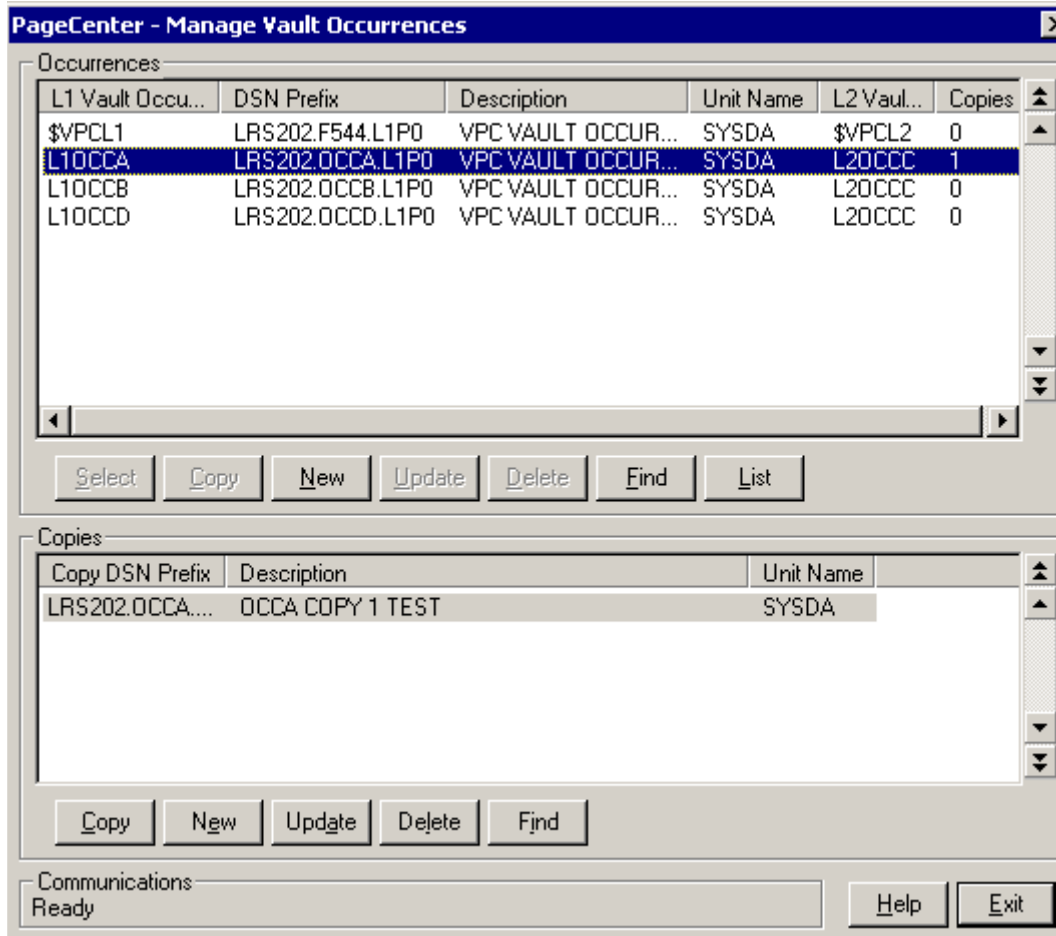 PageCenter - Manage Vault Occurrences
Occurrences
L1 Vault Occu... DSN Prefix Description Unit Name L2 Vaul... Copies
$VPCL1 LRS202.F544.L1P0 VPC VAULT OCCUR... SYSDA $VPCL2 0
L1OCCA LRS202.OCCA.L1P0 VPC VAULT OCCUR... SYSDA L2OCCC 1
L1OCCB LRS202.OCCB.L1P0 VPC VAULT OCCUR... SYSDA L2OCCC 0
L1OCCD LRS202.OCCD.L1P0 VPC VAULT OCCUR... SYSDA L2OCCC 0
Select Copy New Update Delete Find List
Copies
Copy DSN Prefix Description Unit Name
LRS202.OCCA.... OCCA COPY 1 TEST SYSDA
Copy New Update Delete Find
Communications
Ready
Help Exit